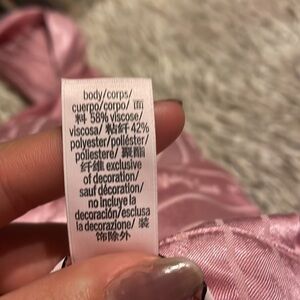 body/corps/
cuerpo/corpo/ 面
料 58% viscose/
viscosa/ 粘纤 42%
polyester/poliéster/
poliestere/ 聚酯
纤维 exclusive
of decoration/
sauf décoration/
no incluye la
decoración/esclusa
la decorazione/ 装
饰除外